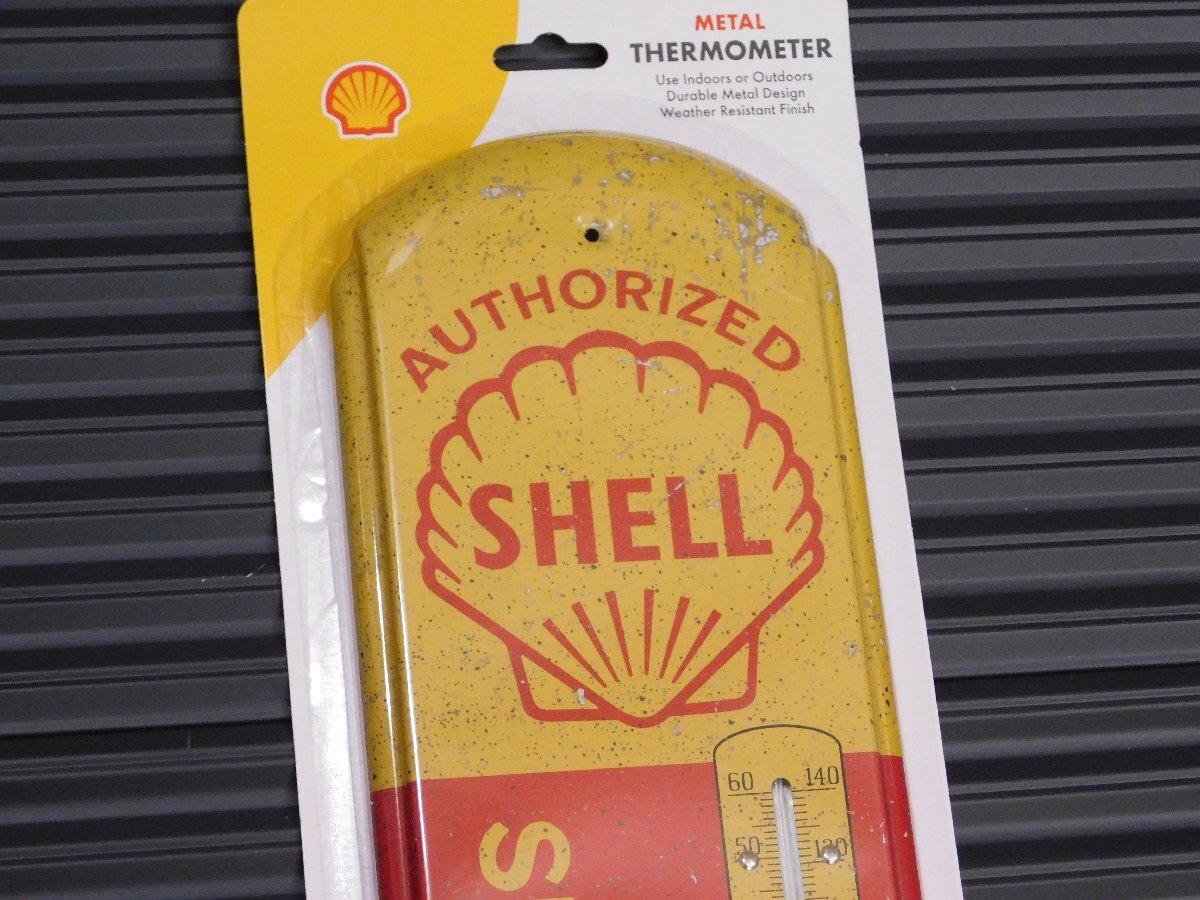 METAL
THERMOMETER
Use Indoors or Outdoors
Durable Metal Design
Weather Resistant Finish
AUTHORIZED
SHELL
60 140
50 120
S